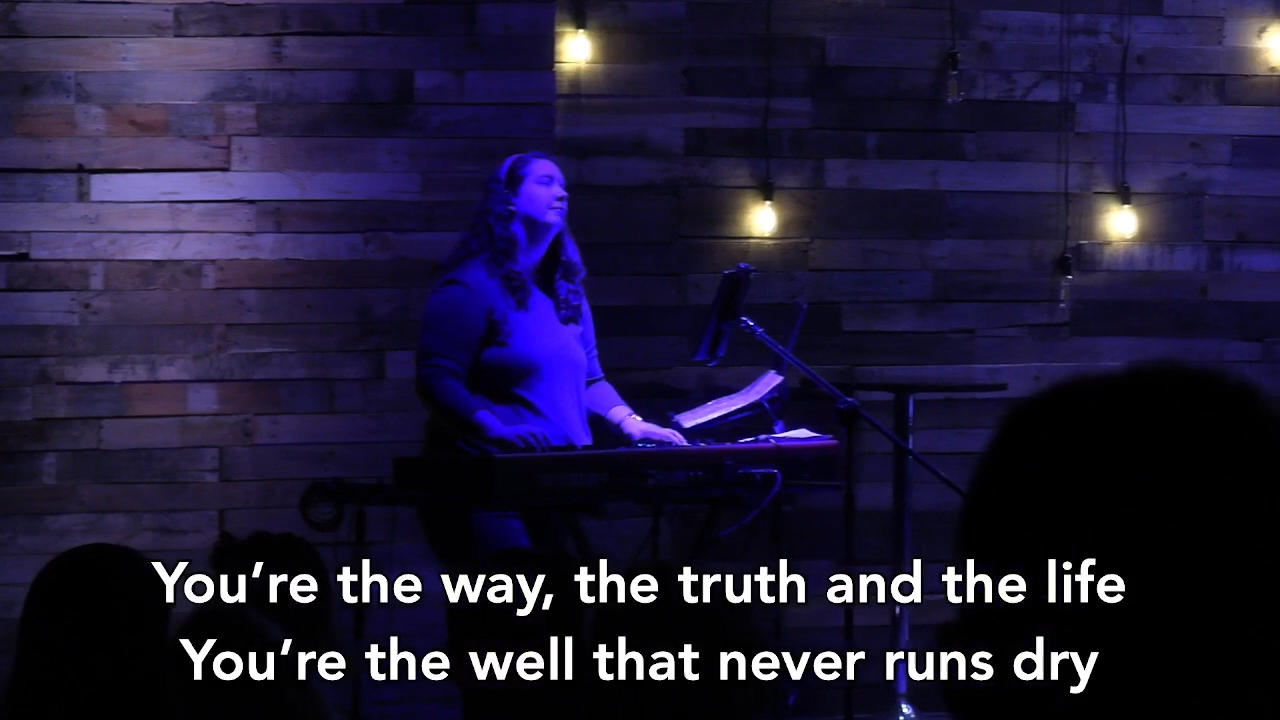 You’re the way, the truth and the life
You’re the well that never runs dry